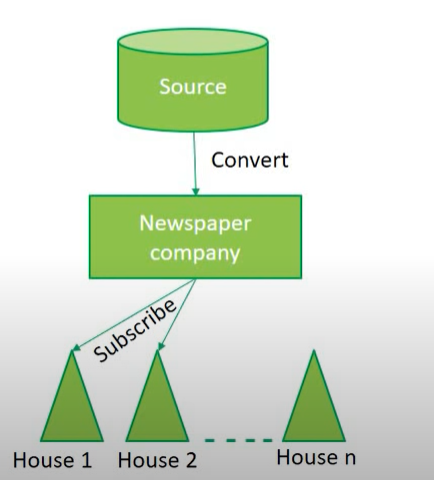 Source
Convert
Newspaper
company
Subscribe
House 1
House 2
House n